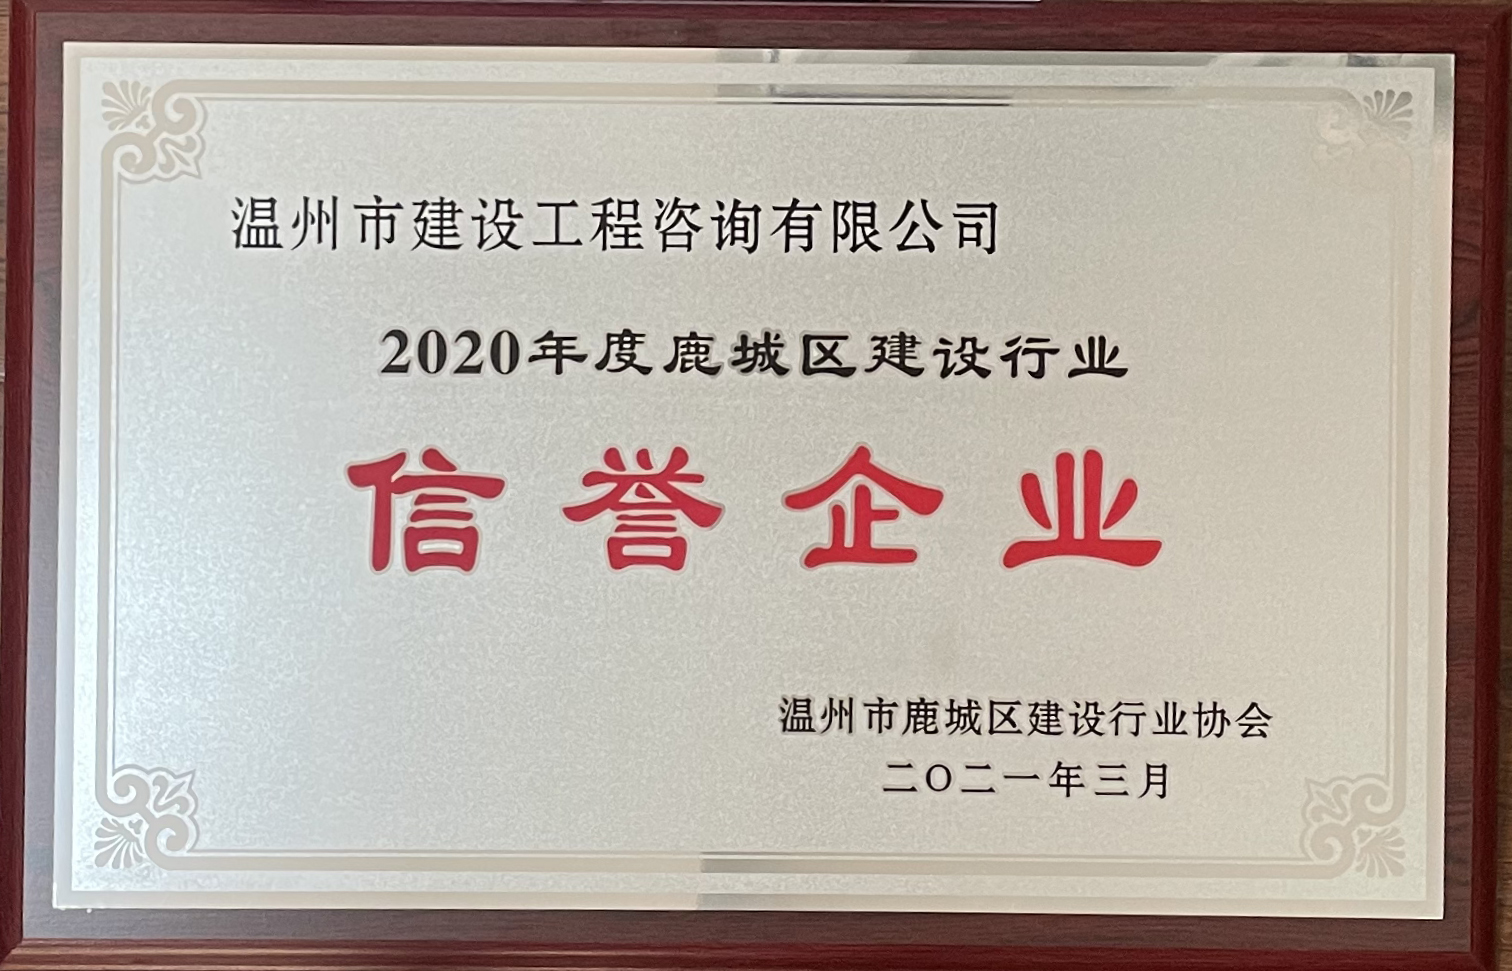 温州市建设工程咨询有限公司
2020年度鹿城区建设行业
信誉企业
温州市鹿城区建设行业协会
二〇二一年三月